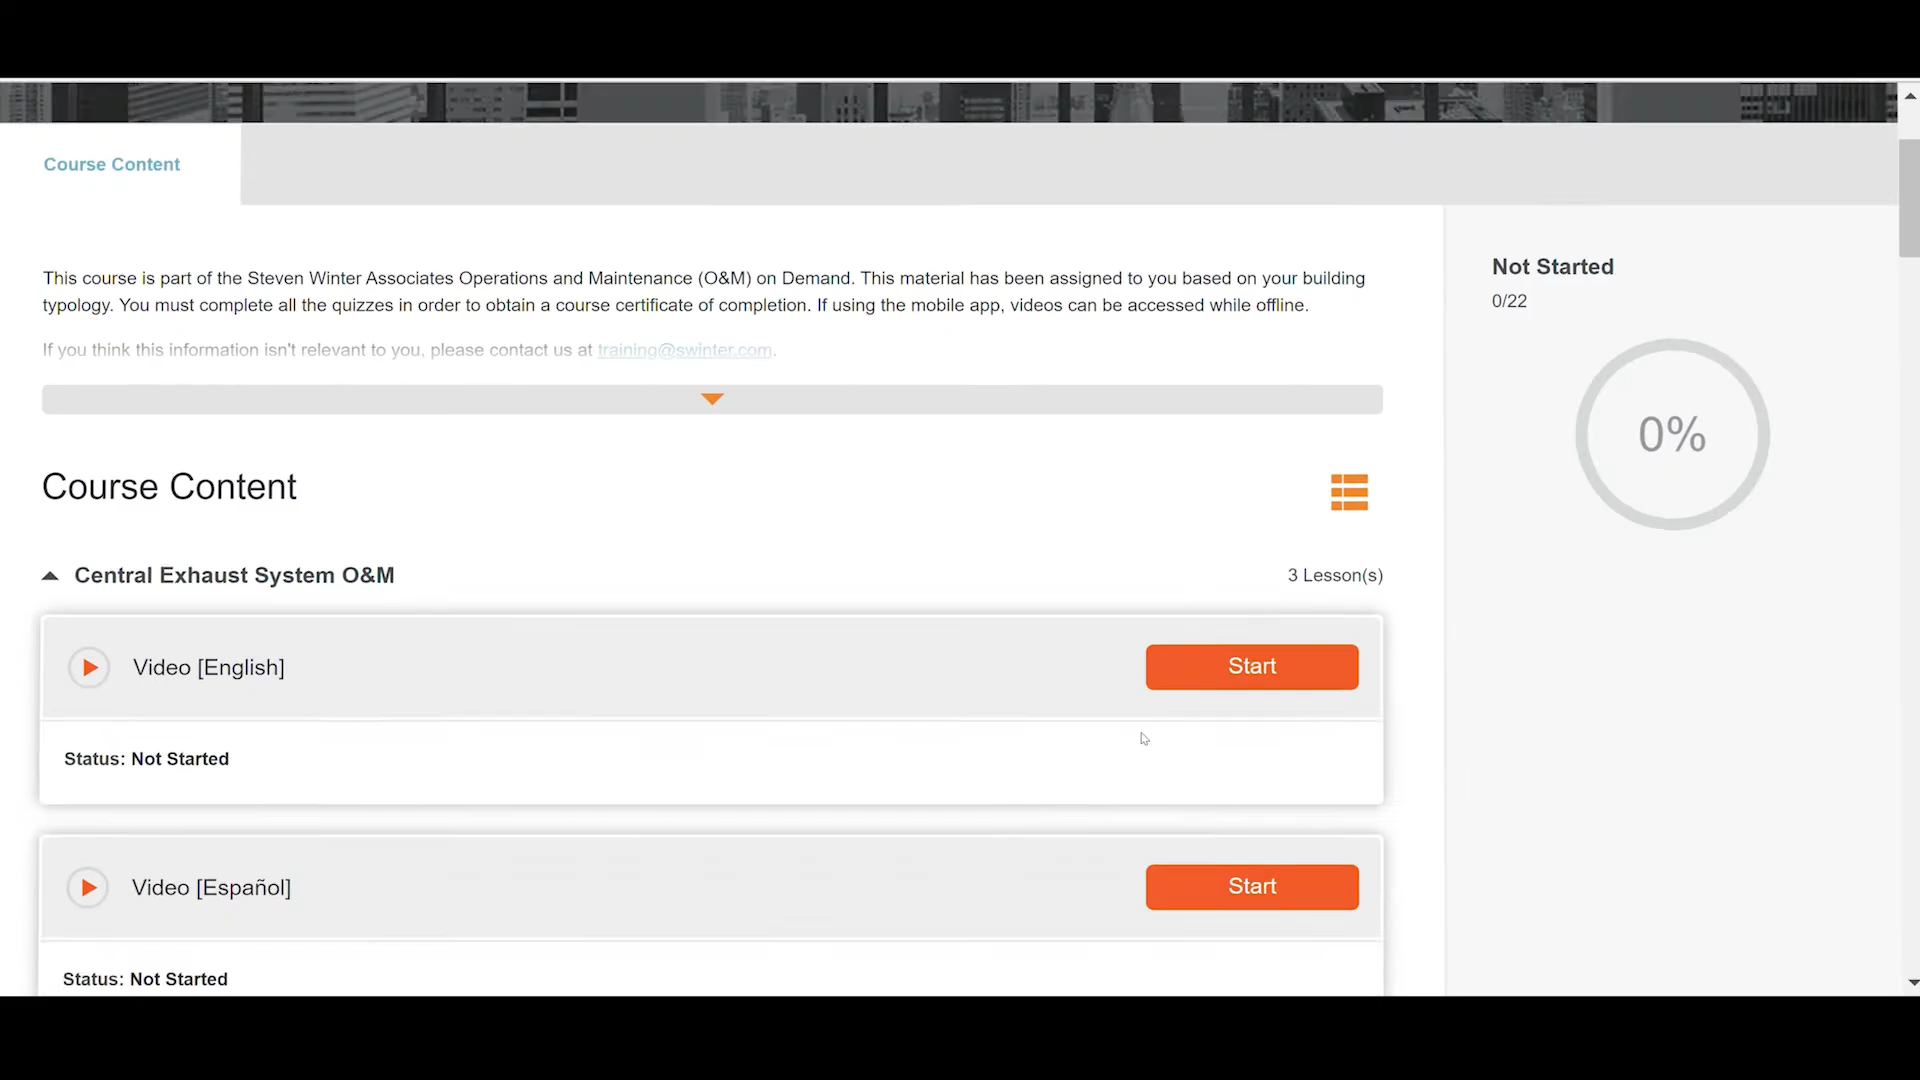 Course Content
This course is part of the Steven Winter Associates Operations and Maintenance (O&M) on Demand. This material has been assigned to you based on your building
typology. You must complete all the quizzes in order to obtain a course certificate of completion. If using the mobile app, videos can be accessed while offline.
If you think this information isn't relevant to you, please contact us at training@swinter.com.
Not Started
0/22
0%
Course Content
Central Exhaust System O&M
3 Lesson(s)
Video [English]
Start
Status: Not Started
Video [Español]
Start
Status: Not Started